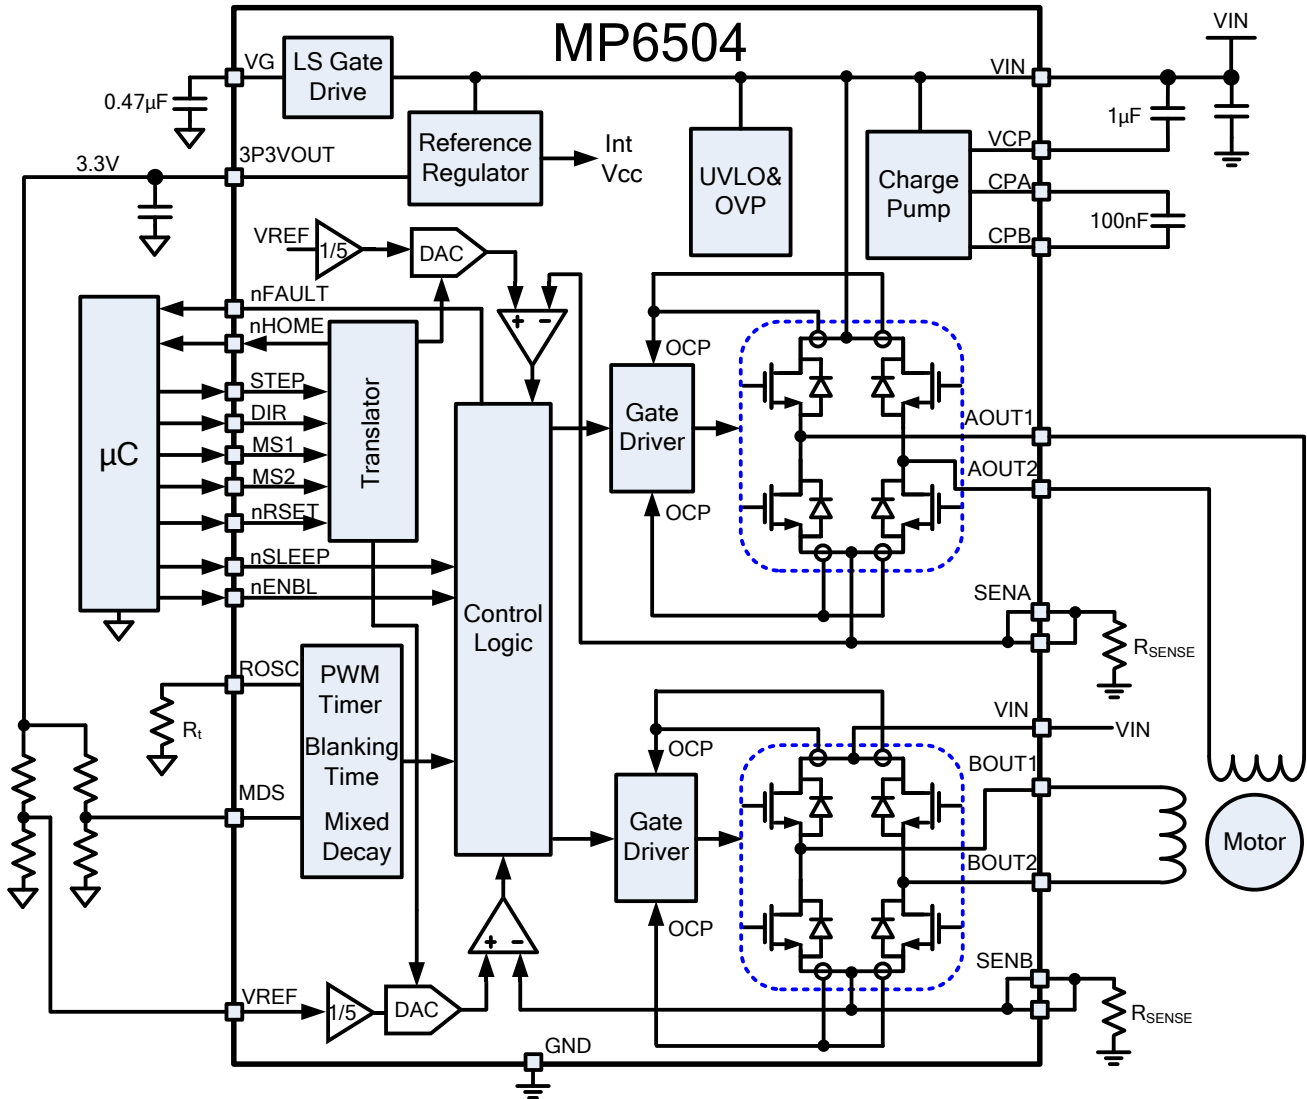 MP6504
VIN
VG
LS Gate
Drive
VIN
0.47µF
Reference
Regulator
Int
Vcc
UVLO&
OVP
Charge
Pump
VCP
1µF
3.3V
3P3VOUT
CPA
100nF
CPB
VREF
1/5
DAC
nFAULT
+ −
nHOME
OCP
STEP
DIR
MS1
MS2
nRSET
nSLEEP
nENBL
µC
Translator
Gate
Driver
AOUT1
AOUT2
OCP
Control
Logic
SENA
RSENSE
ROSC
Rt
PWM
Timer
Blanking
Time
Mixed
Decay
MDS
VIN
VIN
OCP
BOUT1
Gate
Driver
Motor
BOUT2
OCP
+ −
SENB
VREF
1/5
DAC
RSENSE
GND